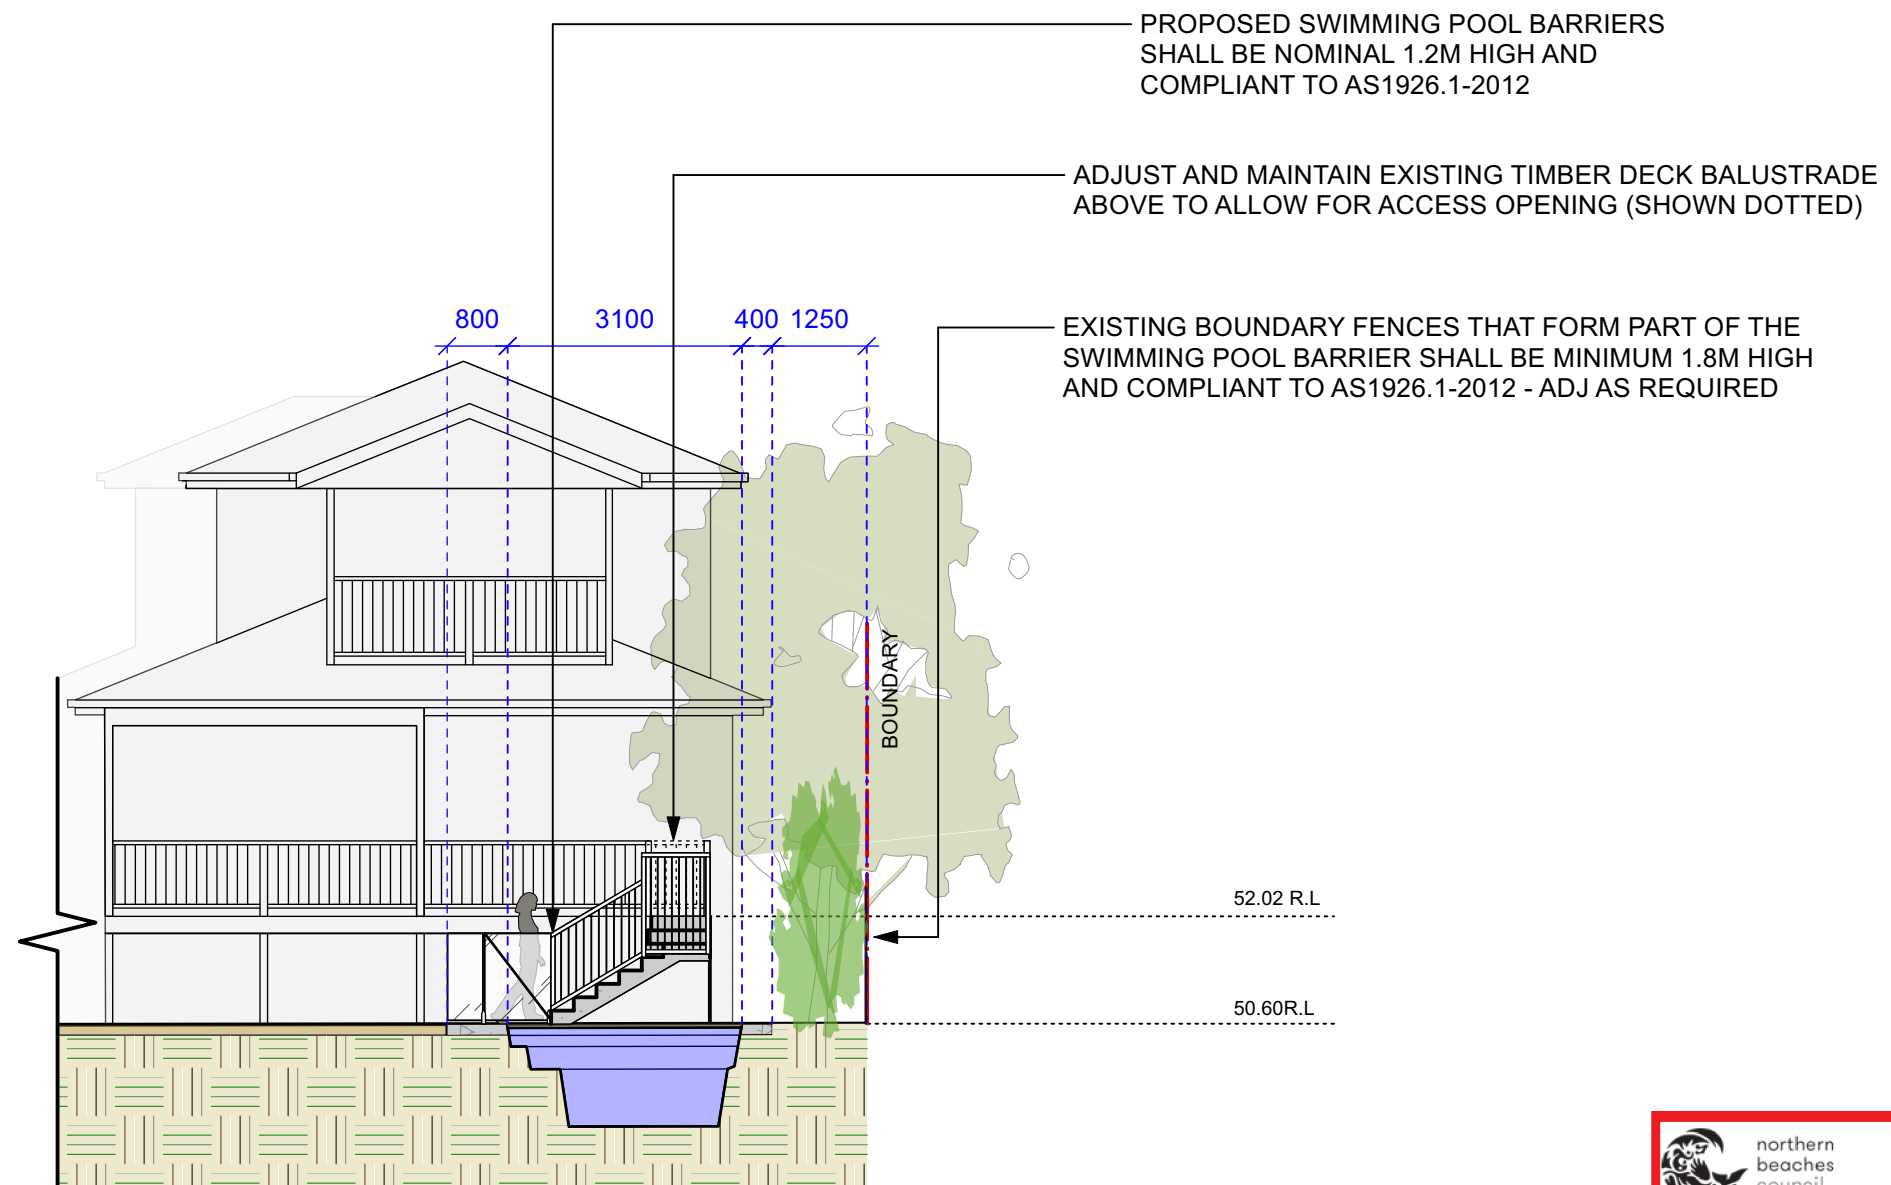 PROPOSED SWIMMING POOL BARRIERS
SHALL BE NOMINAL 1.2M HIGH AND
COMPLIANT TO AS1926.1-2012
ADJUST AND MAINTAIN EXISTING TIMBER DECK BALUSTRADE
ABOVE TO ALLOW FOR ACCESS OPENING (SHOWN DOTTED)
800 3100 400 1250
EXISTING BOUNDARY FENCES THAT FORM PART OF THE
SWIMMING POOL BARRIER SHALL BE MINIMUM 1.8M HIGH
AND COMPLIANT TO AS1926.1-2012 - ADJ AS REQUIRED
BOUNDARY
52.02 R.L
50.60R.L
northern
beaches
council